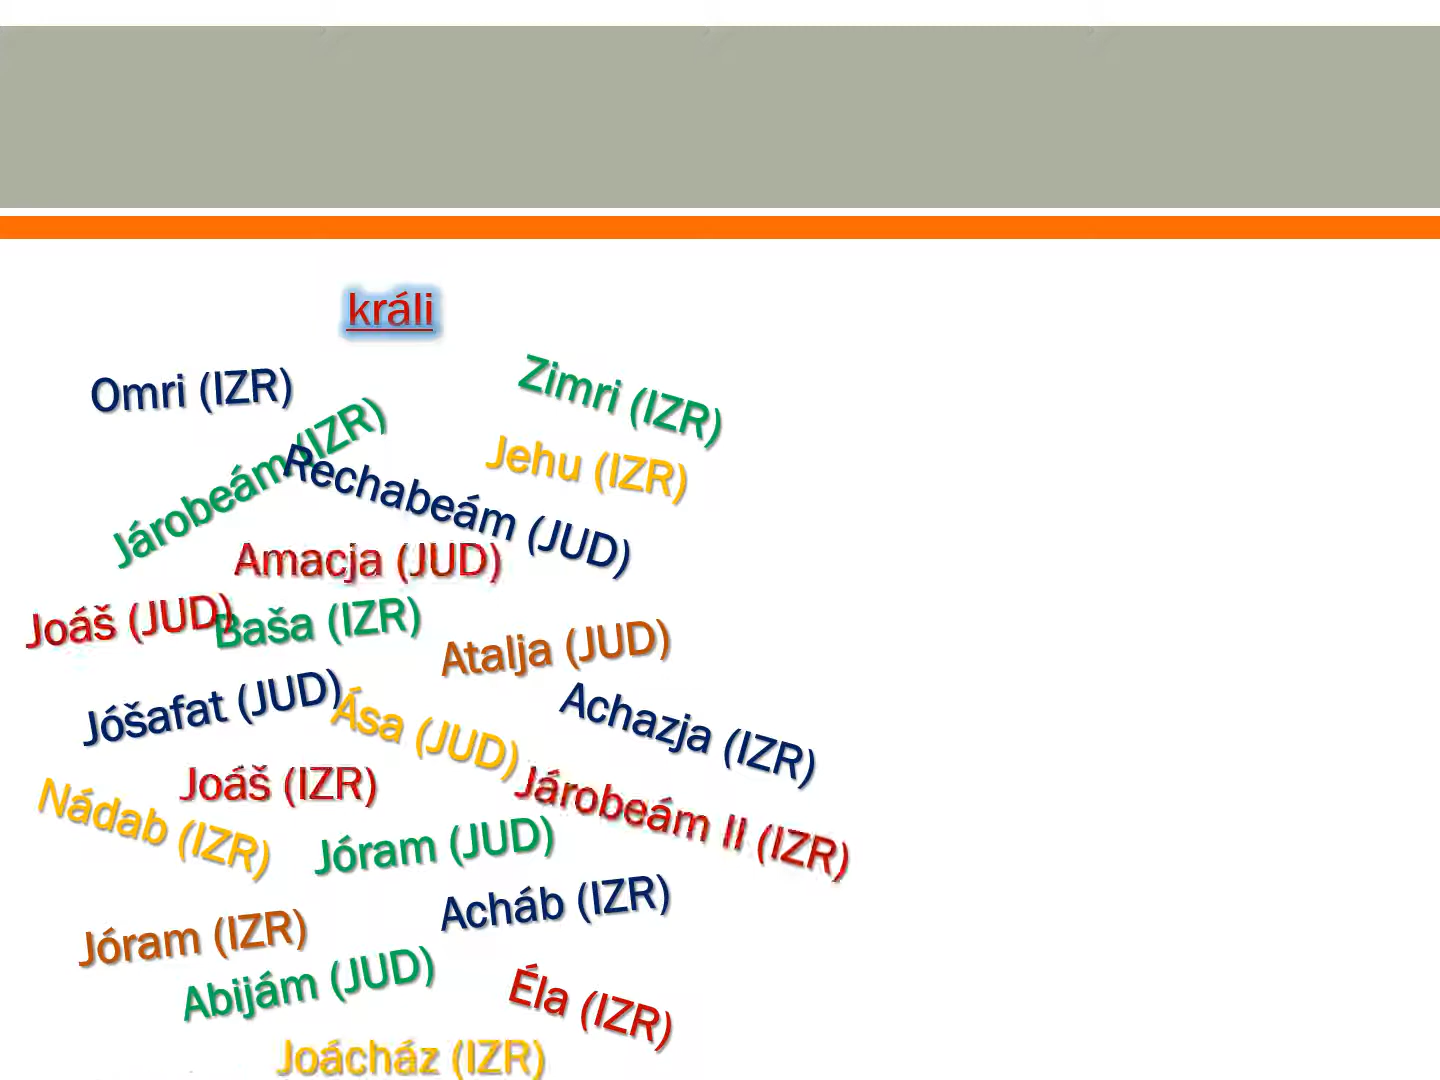 králi
Omri (IZR)
Zimri (IZR)
Járobeám (IZR)
Jehu (IZR)
Rechabeám (JUD)
Amacja (JUD)
Joáš (JUD)
Baša (IZR)
Atalja (JUD)
Jóšafat (JUD)
Ása (JUD)
Achazja (IZR)
Joáš (IZR)
Nádab (IZR)
Járobeám II (IZR)
Jóram (JUD)
Acháb (IZR)
Jóram (IZR)
Abijám (JUD)
Éla (IZR)
Joácház (IZR)